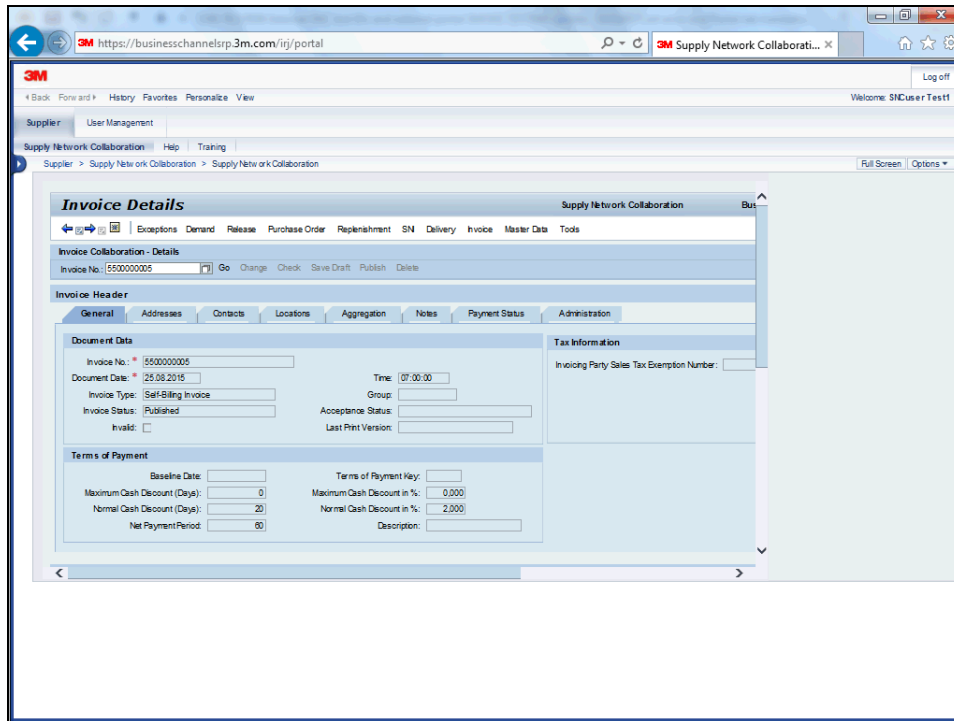 3M https://businesschannelsrp.3m.com/irj/portal
3M Supply Network Collaborati...
3M
Log off
Back Forward History Favorites Personalize View
Welcome: SNCuser Test1
Supplier User Management
Supply Network Collaboration Help Training
Supplier > Supply Network Collaboration > Supply Network Collaboration
Full Screen Options
Invoice Details
Supply Network Collaboration Bus
Exceptions Demand Release Purchase Order Replenishment SNI Delivery Invoice Master Data Tools
Invoice Collaboration - Details
Invoice No.: 5500000005 Go Change Check Save Draft Publish Delete
Invoice Header
General Addresses Contacts Locations Aggregation Notes Payment Status Administration
Document Data
Invoice No.: * 5500000005
Document Date: * 25.08.2015 Time: 07:00:00
Invoice Type: Self-Billing Invoice Group:
Invoice Status: Published Acceptance Status:
Invalid: Last Print Version:
Tax Information
Invoicing Party Sales Tax Exemption Number:
Terms of Payment
Baseline Date: Terms of Payment Key:
Maximum Cash Discount (Days): 0 Maximum Cash Discount in %: 0,000
Normal Cash Discount (Days): 20 Normal Cash Discount in %: 2,000
Net Payment Period: 60 Description: